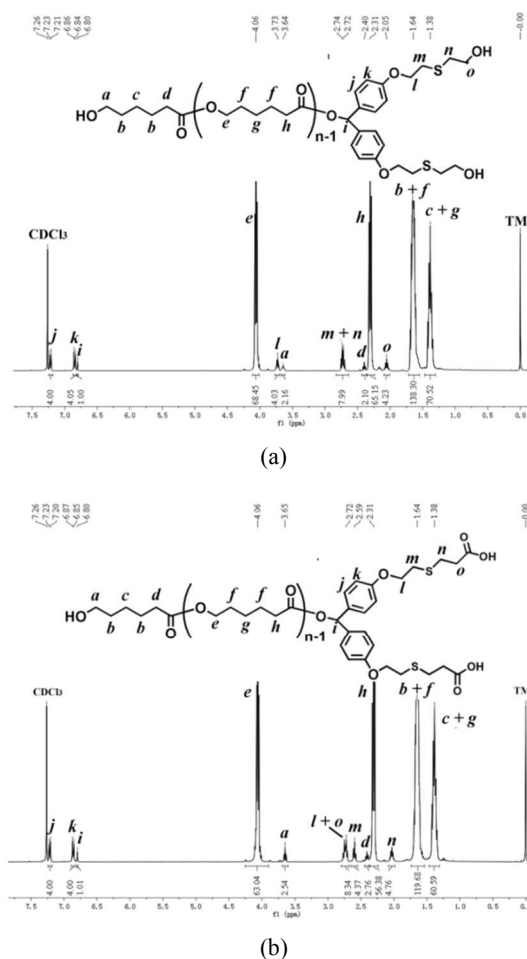 7.26
7.23
7.21
6.86
6.84
6.80
4.06
3.73
3.64
2.74
2.72
2.40
2.31
2.05
1.64
1.38
-0.00
HO
a
b
c
b
d
O
O
e
f
g
f
h
O
n-1
O
i
j
k
O
l
m
S
n
o
OH
O
S
OH
CDCl3
j
k
i
e
l
a
m + n
d
h
o
b + f
c + g
TM
4.00
4.05
1.00
68.45
4.03
2.16
7.99
2.10
65.15
4.23
138.30
70.52
7.5 7.0 6.5 6.0 5.5 5.0 4.5 4.0 3.5 3.0 2.5 2.0 1.5 1.0 0.5 0.0
f1 (ppm)
(a)
7.26
7.23
7.20
6.87
6.85
6.80
4.06
3.65
2.72
2.59
2.31
1.64
1.38
-0.00
HO
a
b
c
b
d
O
O
e
f
g
f
h
O
n-1
O
i
j
k
O
l
m
S
n
o
O
OH
O
S
O
OH
CDCl3
j
k
i
e
a
l + o
m
d
h
n
b + f
c + g
TM
4.00
4.00
1.01
63.04
2.54
8.34
4.37
2.76
56.38
4.76
119.68
60.59
7.5 7.0 6.5 6.0 5.5 5.0 4.5 4.0 3.5 3.0 2.5 2.0 1.5 1.0 0.5 0.0
f1 (ppm)
(b)